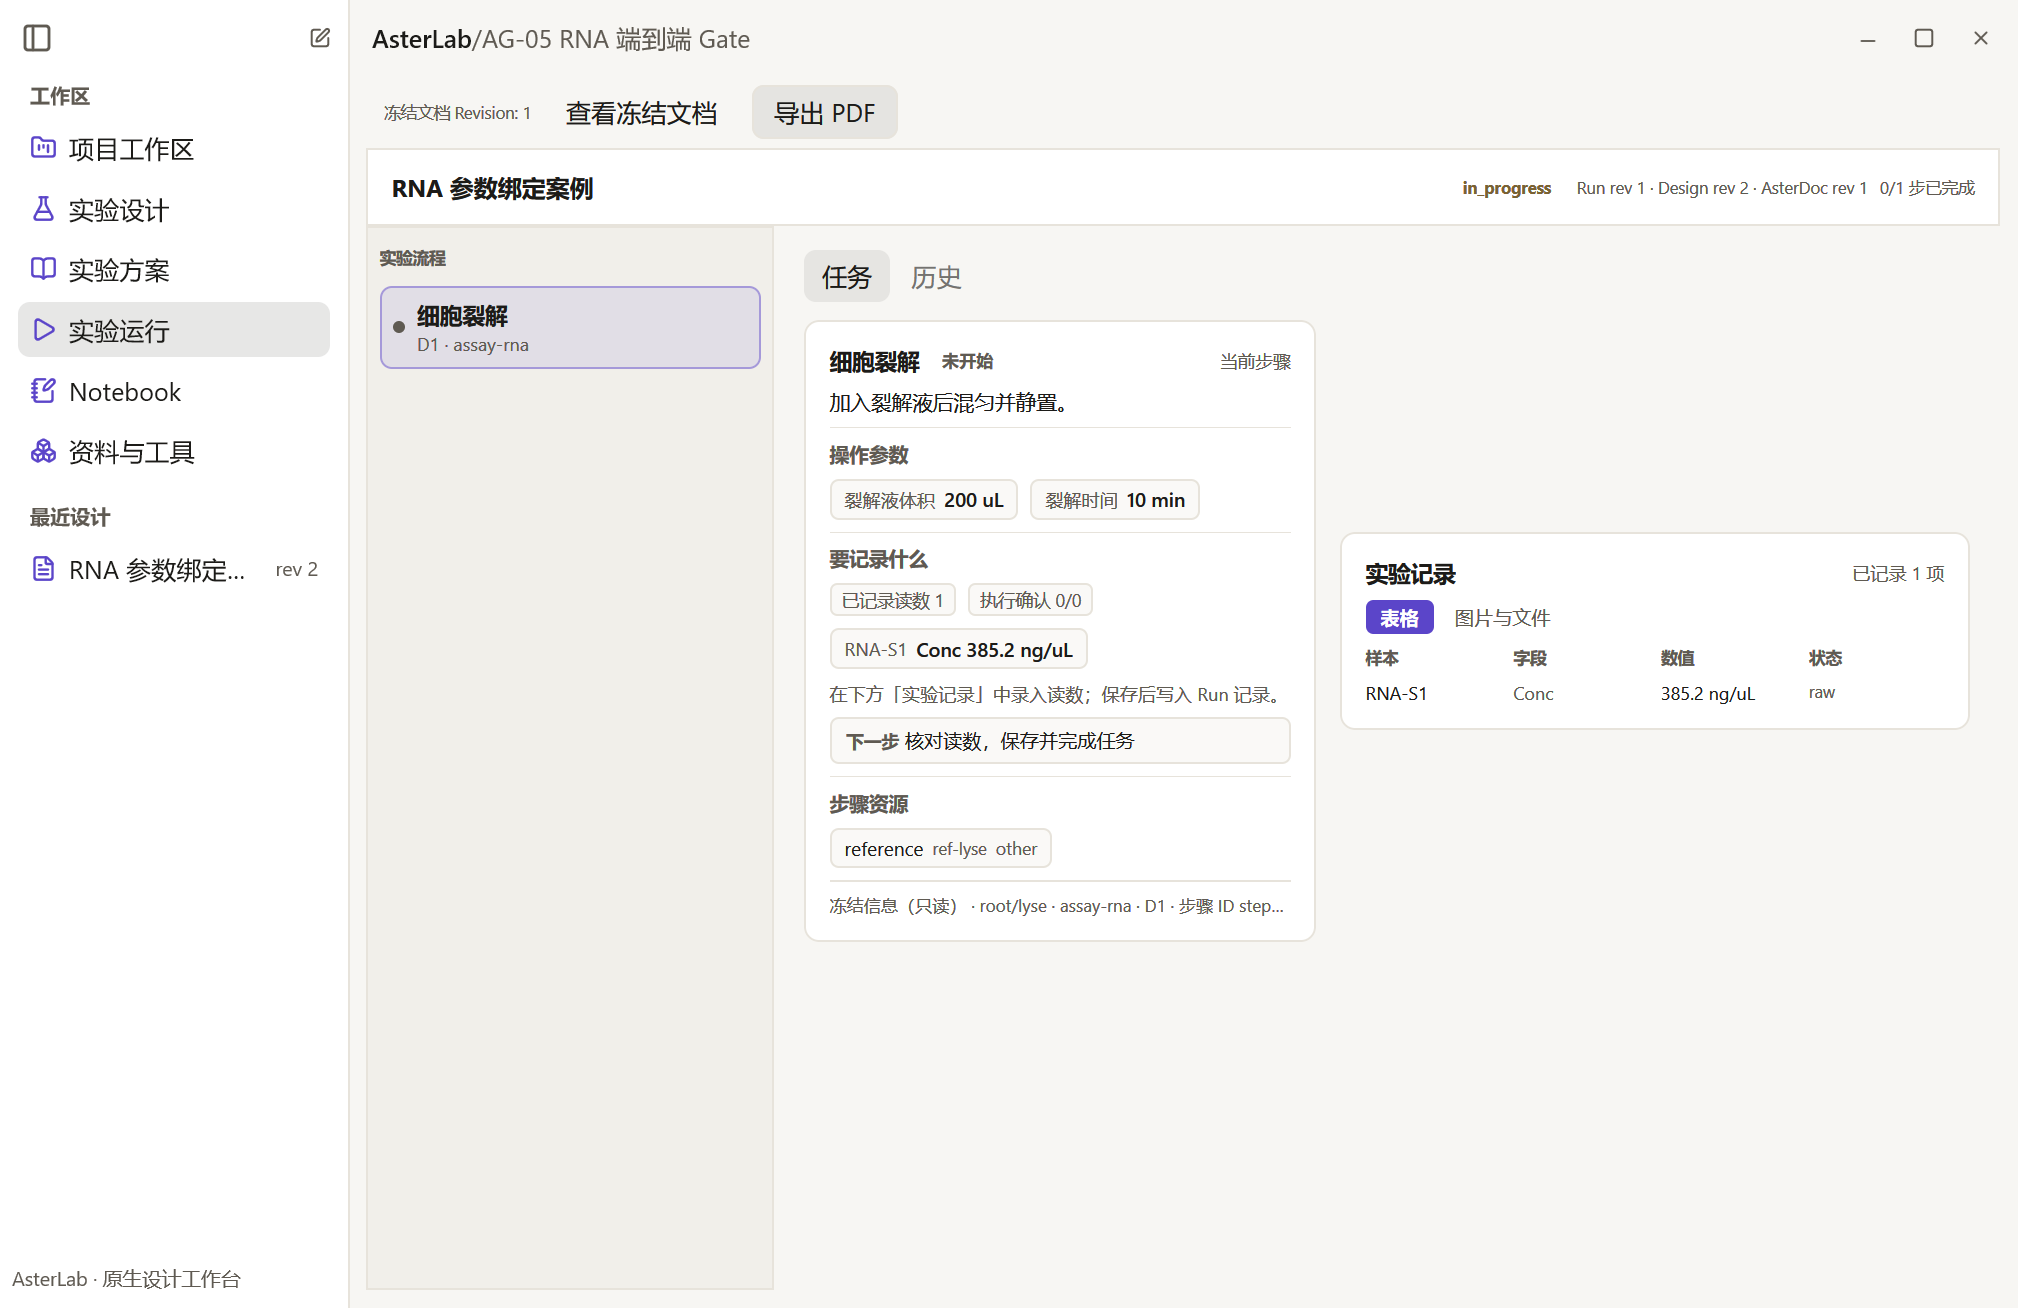 AsterLab/AG-05 RNA 端到端 Gate
工作区
项目工作区
实验设计
实验方案
实验运行
Notebook
资料与工具
最近设计
RNA 参数绑定... rev 2
AsterLab · 原生设计工作台
冻结文档 Revision: 1 查看冻结文档 导出 PDF
RNA 参数绑定案例
in_progress Run rev 1 · Design rev 2 · AsterDoc rev 1 0/1 步已完成
实验流程
细胞裂解
D1 · assay-rna
任务 历史
细胞裂解 未开始 当前步骤
加入裂解液后混匀并静置。
操作参数
裂解液体积 200 uL 裂解时间 10 min
要记录什么
已记录读数 1 执行确认 0/0
RNA-S1 Conc 385.2 ng/uL
在下方「实验记录」中录入读数；保存后写入 Run 记录。
下一步 核对读数，保存并完成任务
步骤资源
reference ref-lyse other
冻结信息（只读） · root/lyse · assay-rna · D1 · 步骤 ID step...
实验记录 已记录 1 项
表格 图片与文件
样本 字段 数值 状态
RNA-S1 Conc 385.2 ng/uL raw